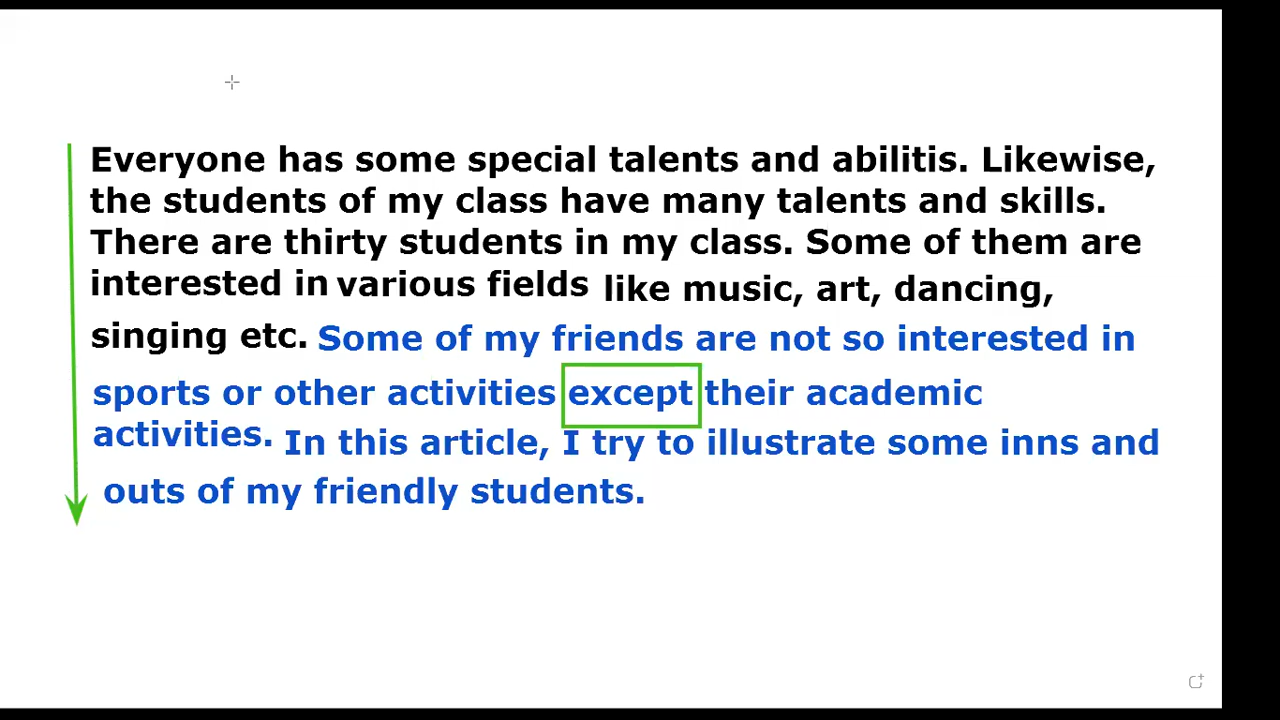 Everyone has some special talents and abilitis. Likewise,
the students of my class have many talents and skills.
There are thirty students in my class. Some of them are
interested in various fields like music, art, dancing,
singing etc. Some of my friends are not so interested in
sports or other activities except their academic
activities. In this article, I try to illustrate some inns and
outs of my friendly students.